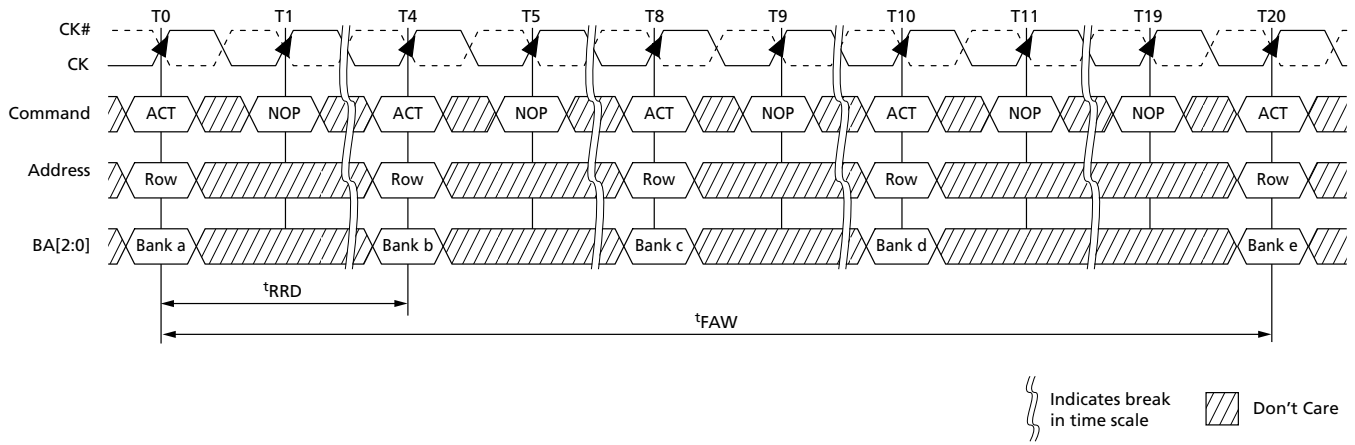 T0 T1 T4 T5 T8 T9 T10 T11 T19 T20
CK#
CK
Command ACT NOP ACT NOP ACT NOP ACT NOP NOP ACT
Address Row Row Row Row Row
BA[2:0] Bank a Bank b Bank c Bank d Bank e
tRRD
tFAW
Indicates break
in time scale
Don't Care